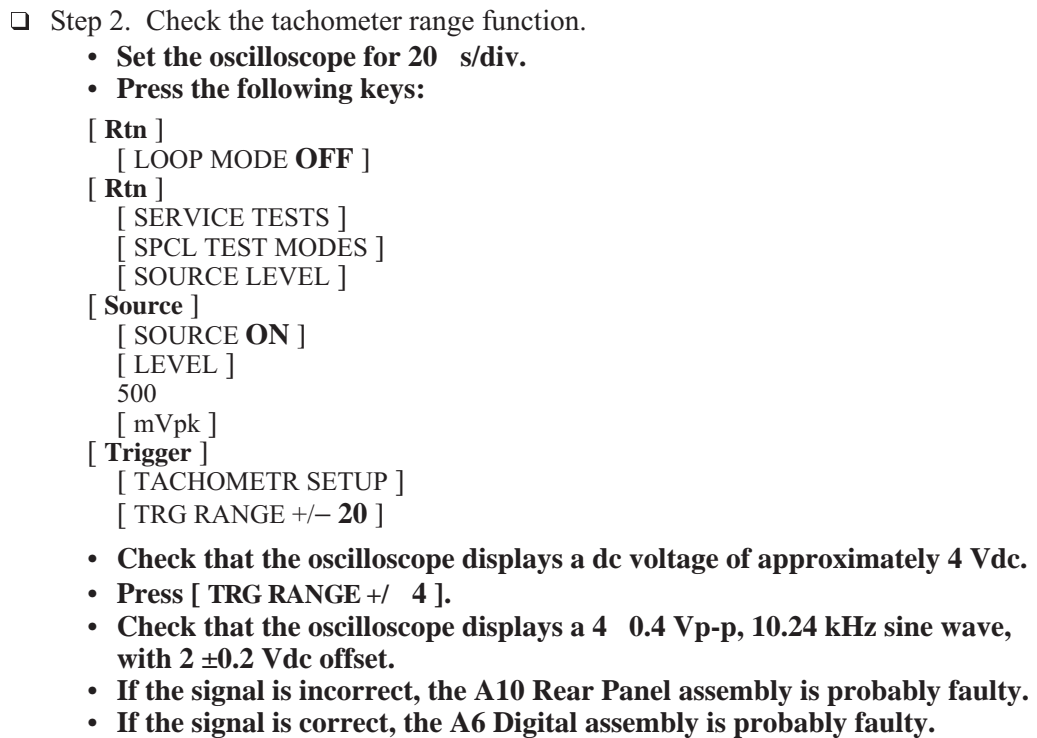 ❏ Step 2. Check the tachometer range function.
• Set the oscilloscope for 20 s/div.
• Press the following keys:
[ Rtn ]
[ LOOP MODE OFF ]
[ Rtn ]
[ SERVICE TESTS ]
[ SPCL TEST MODES ]
[ SOURCE LEVEL ]
[ Source ]
[ SOURCE ON ]
[ LEVEL ]
500
[ mVpk ]
[ Trigger ]
[ TACHOMETR SETUP ]
[ TRG RANGE +/− 20 ]
• Check that the oscilloscope displays a dc voltage of approximately 4 Vdc.
• Press [ TRG RANGE +/ 4 ].
• Check that the oscilloscope displays a 4 0.4 Vp-p, 10.24 kHz sine wave,
with 2 ±0.2 Vdc offset.
• If the signal is incorrect, the A10 Rear Panel assembly is probably faulty.
• If the signal is correct, the A6 Digital assembly is probably faulty.